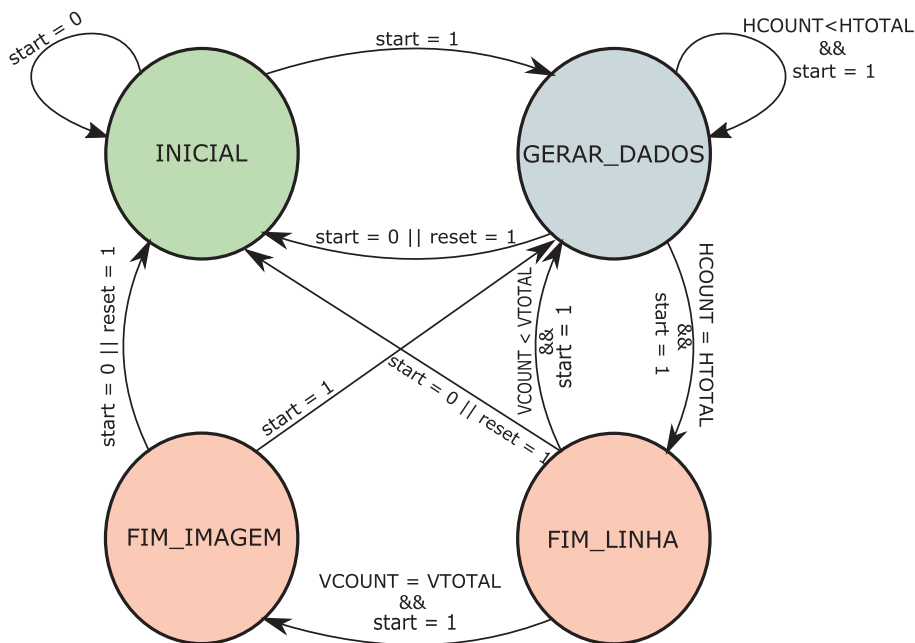 start = 0
start = 1
HCOUNT<HTOTAL
&&
start = 1
INICIAL
GERAR_DADOS
start = 0 || reset = 1
start = 0 || reset = 1
start = 1
start = 0 || reset = 1
VCOUNT < VTOTAL
&&
start = 1
HCOUNT = HTOTAL
&&
start = 1
FIM_IMAGEM
FIM_LINHA
VCOUNT = VTOTAL
&&
start = 1